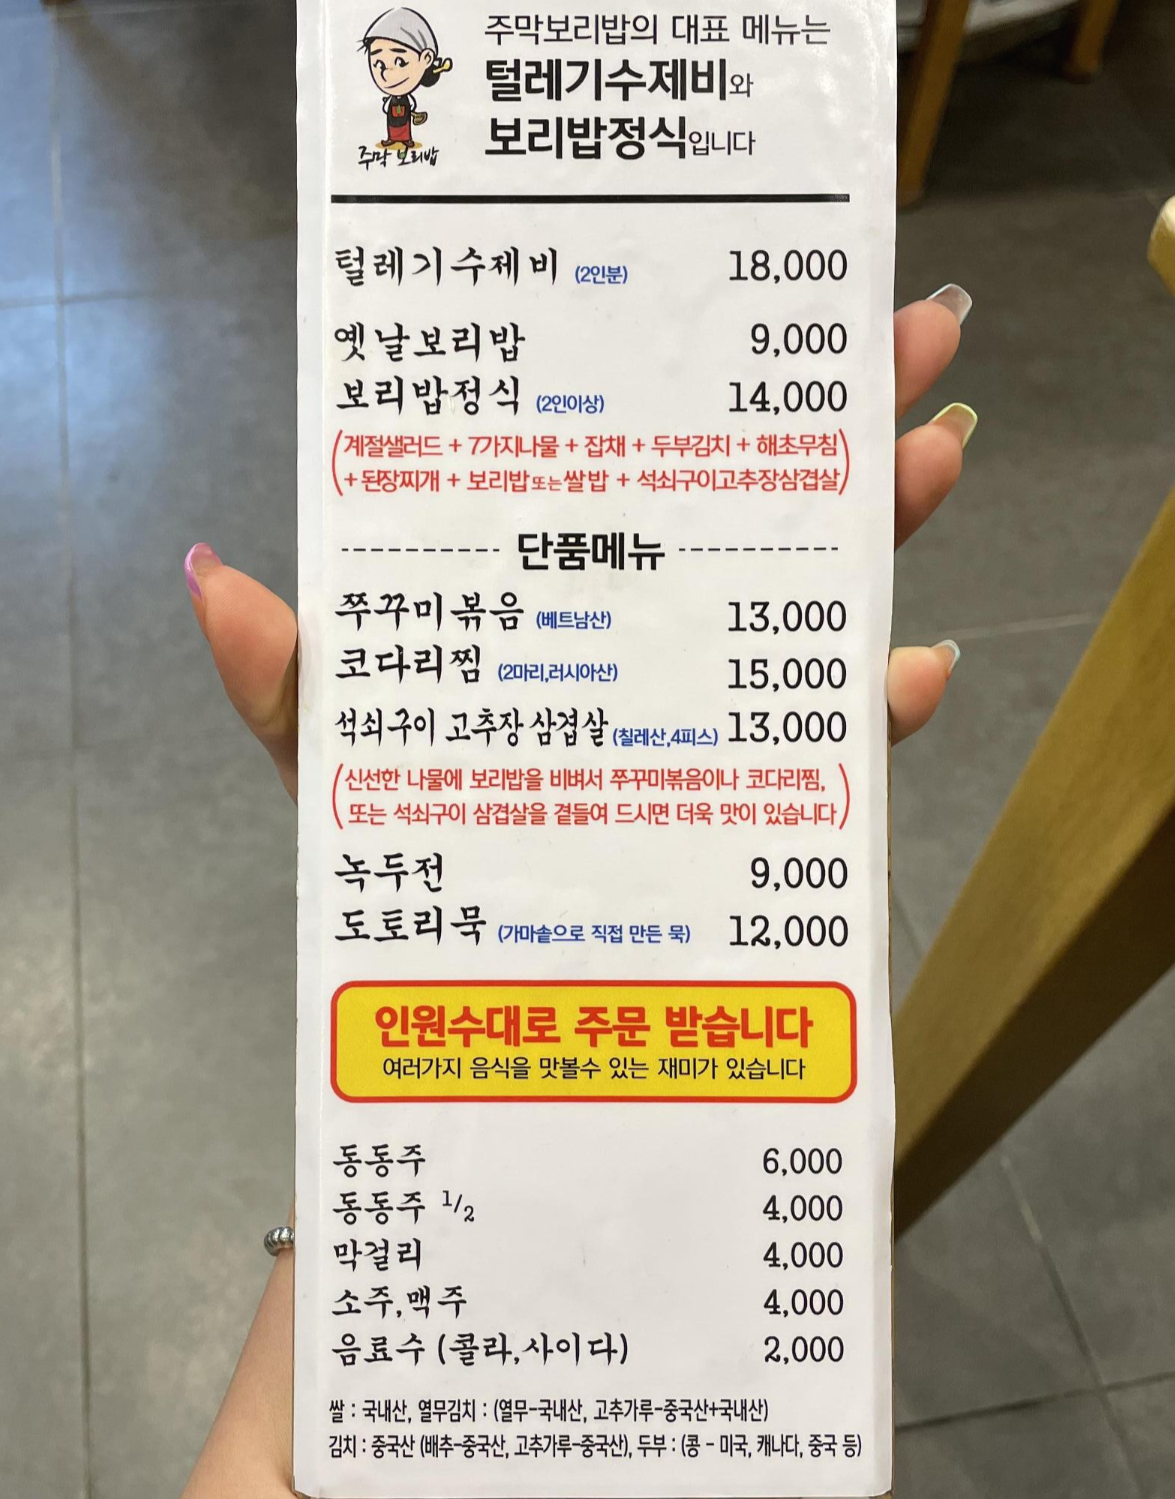 주막보리밥의 대표 메뉴는
털레기수제비와
보리밥정식입니다
주막 보리밥
털레기수제비 (2인분) 18,000
옛날보리밥 9,000
보리밥정식 (2인이상) 14,000
(계절샐러드 + 7가지나물 + 잡채 + 두부김치 + 해초무침
+ 된장찌개 + 보리밥또는쌀밥 + 석쇠구이고추장삼겹살)
단품메뉴
쭈꾸미볶음 (베트남산) 13,000
코다리찜 (2마리,러시아산) 15,000
석쇠구이 고추장 삼겹살 (칠레산,4피스) 13,000
(신선한 나물에 보리밥을 비벼서 쭈꾸미볶음이나 코다리찜,
또는 석쇠구이 삼겹살을 곁들여 드시면 더욱 맛이 있습니다)
녹두전 9,000
도토리묵 (가마솥으로 직접 만든 묵) 12,000
인원수대로 주문 받습니다
여러가지 음식을 맛볼수 있는 재미가 있습니다
동동주 6,000
동동주 1/2 4,000
막걸리 4,000
소주,맥주 4,000
음료수 (콜라,사이다) 2,000
쌀 : 국내산, 열무김치 : (열무-국내산, 고추가루-중국산+국내산)
김치 : 중국산 (배추-중국산, 고추가루-중국산), 두부 : (콩 - 미국, 캐나다, 중국 등)